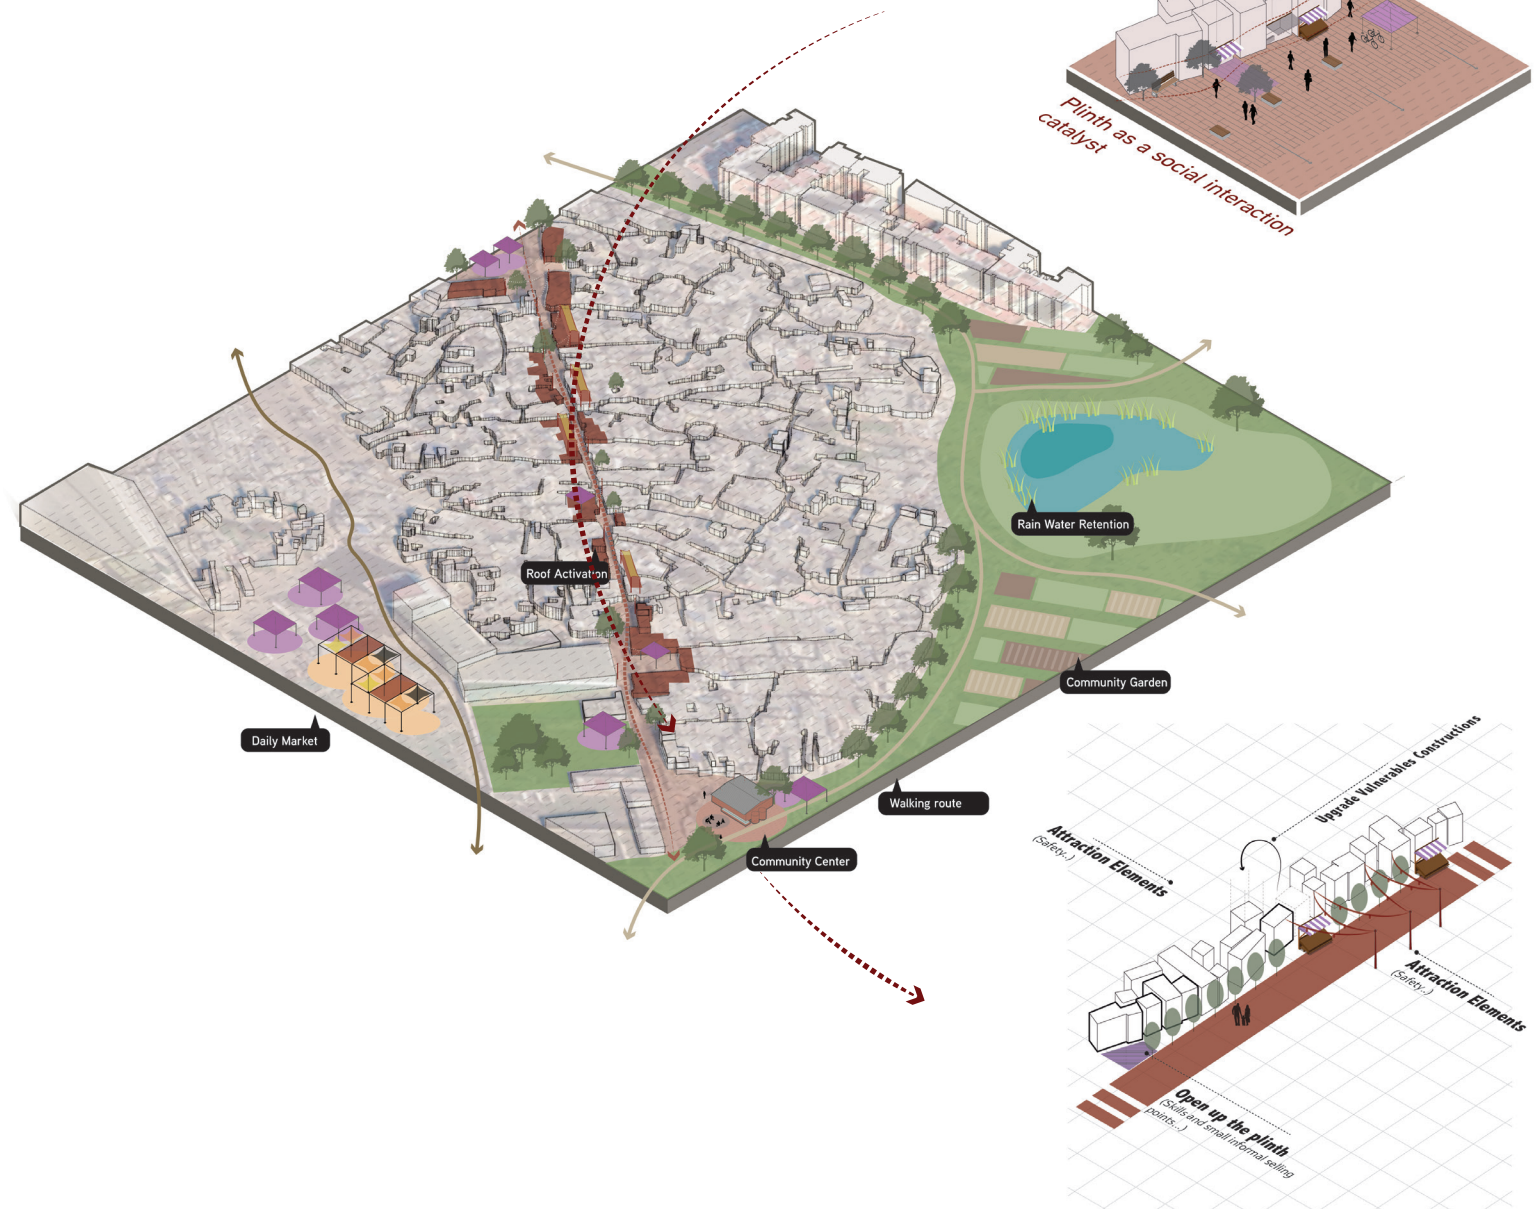 Plinth as a social interaction
catalyst
Rain Water Retention
Roof Activation
Community Garden
Daily Market
Walking route
Community Center
Upgrade Vulnerables Constructions
Attraction Elements
(Safety..)
Attraction Elements
(Safety..)
Open up the plinth
(Skills and small informal selling
points...)